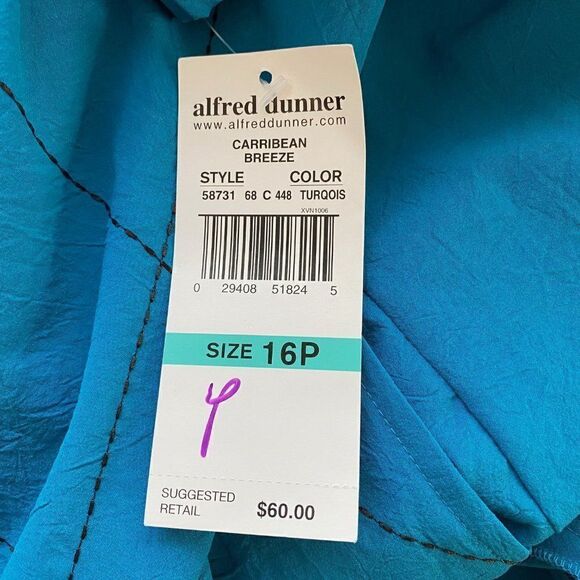 alfred dunner
www.alfreddunner.com
CARRIBEAN
BREEZE
STYLE COLOR
58731 68 C 448 TURQOIS
XVN1006
0 29408 51824 5
SIZE 16P
SUGGESTED
RETAIL $60.00